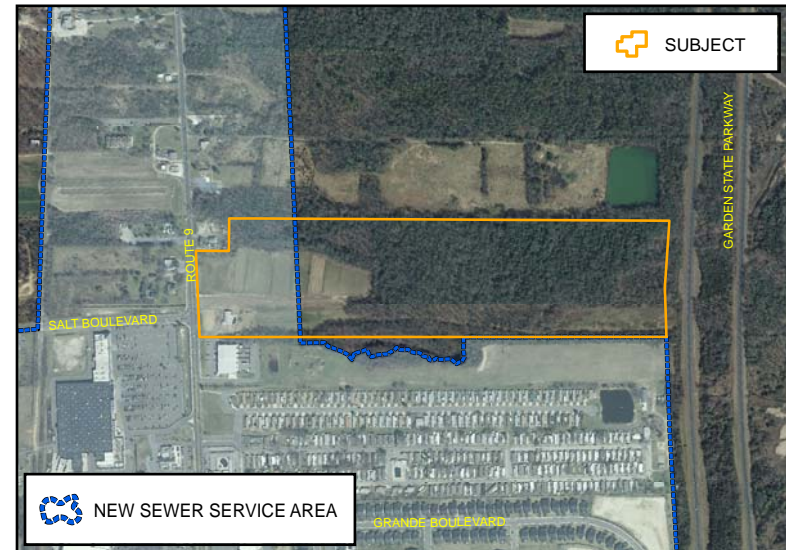 SUBJECT
GARDEN STATE PARKWAY
ROUTE 9
SALT BOULEVARD
NEW SEWER SERVICE AREA
GRANDE BOULEVARD